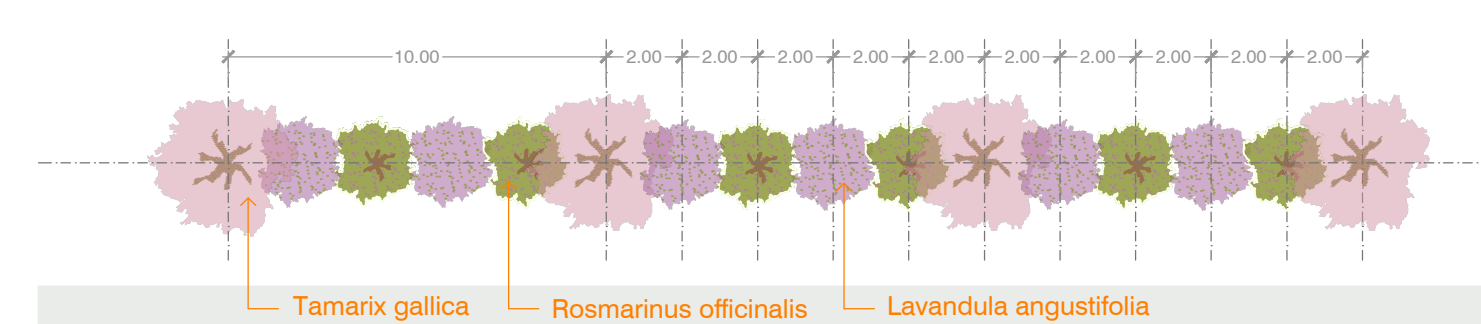 10.00 2.00 2.00 2.00 2.00 2.00 2.00 2.00 2.00 2.00 2.00
Tamarix gallica Rosmarinus officinalis Lavandula angustifolia